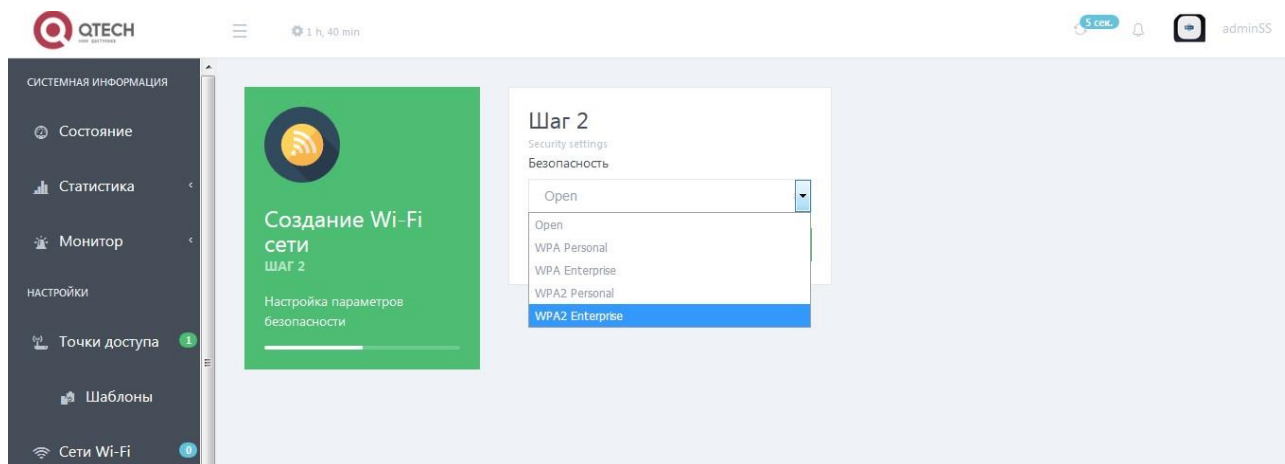 QTECH
1 h, 40 min
5 сек.
adminSS
СИСТЕМНАЯ ИНФОРМАЦИЯ
Состояние
Статистика
Монитор
НАСТРОЙКИ
Точки доступа 1
Шаблоны
Сети Wi-Fi 0
Создание Wi-Fi
сети
ШАГ 2
Настройка параметров
безопасности
Шаг 2
Security settings
Безопасность
Open
Open
WPA Personal
WPA Enterprise
WPA2 Personal
WPA2 Enterprise